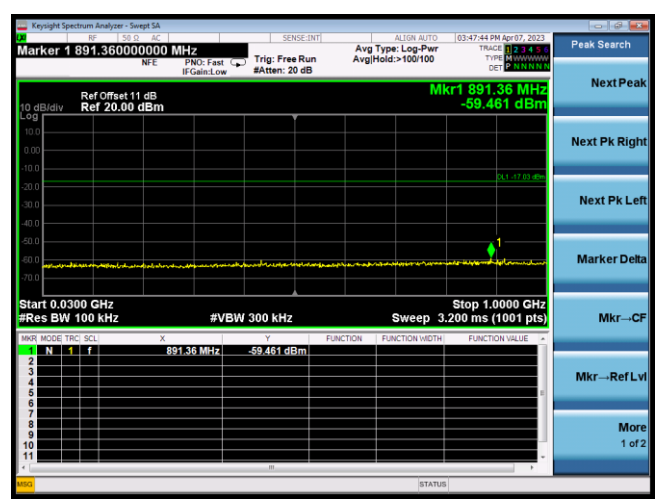 Keysight Spectrum Analyzer - Swept SA
RF 50 Ω AC SENSE:INT ALIGN AUTO 03:47:44 PM Apr 07, 2023
Marker 1 891.360000000 MHz
NFE PNO: Fast IFGain:Low
Trig: Free Run #Atten: 20 dB
Avg Type: Log-Pwr Avg|Hold:>100/100
TRACE 1 2 3 4 5 6
TYPE M W W W W W
DET P N N N N N
Peak Search
Next Peak
Next Pk Right
Next Pk Left
Marker Delta
Mkr→CF
Mkr→Ref Lvl
More
1 of 2
Mkr1 891.36 MHz
-59.461 dBm
Ref Offset 11 dB
10 dB/div Ref 20.00 dBm
Log
10.0
0.00
-10.0
DL1 -17.03 dBm
-20.0
-30.0
-40.0
-50.0
1
-60.0
-70.0
Start 0.0300 GHz Stop 1.0000 GHz
#Res BW 100 kHz #VBW 300 kHz Sweep 3.200 ms (1001 pts)
MKR MODE TRC SCL X Y FUNCTION FUNCTION WIDTH FUNCTION VALUE
1 N 1 f 891.36 MHz -59.461 dBm
2
3
4
5
6
7
8
9
10
11
MSG STATUS